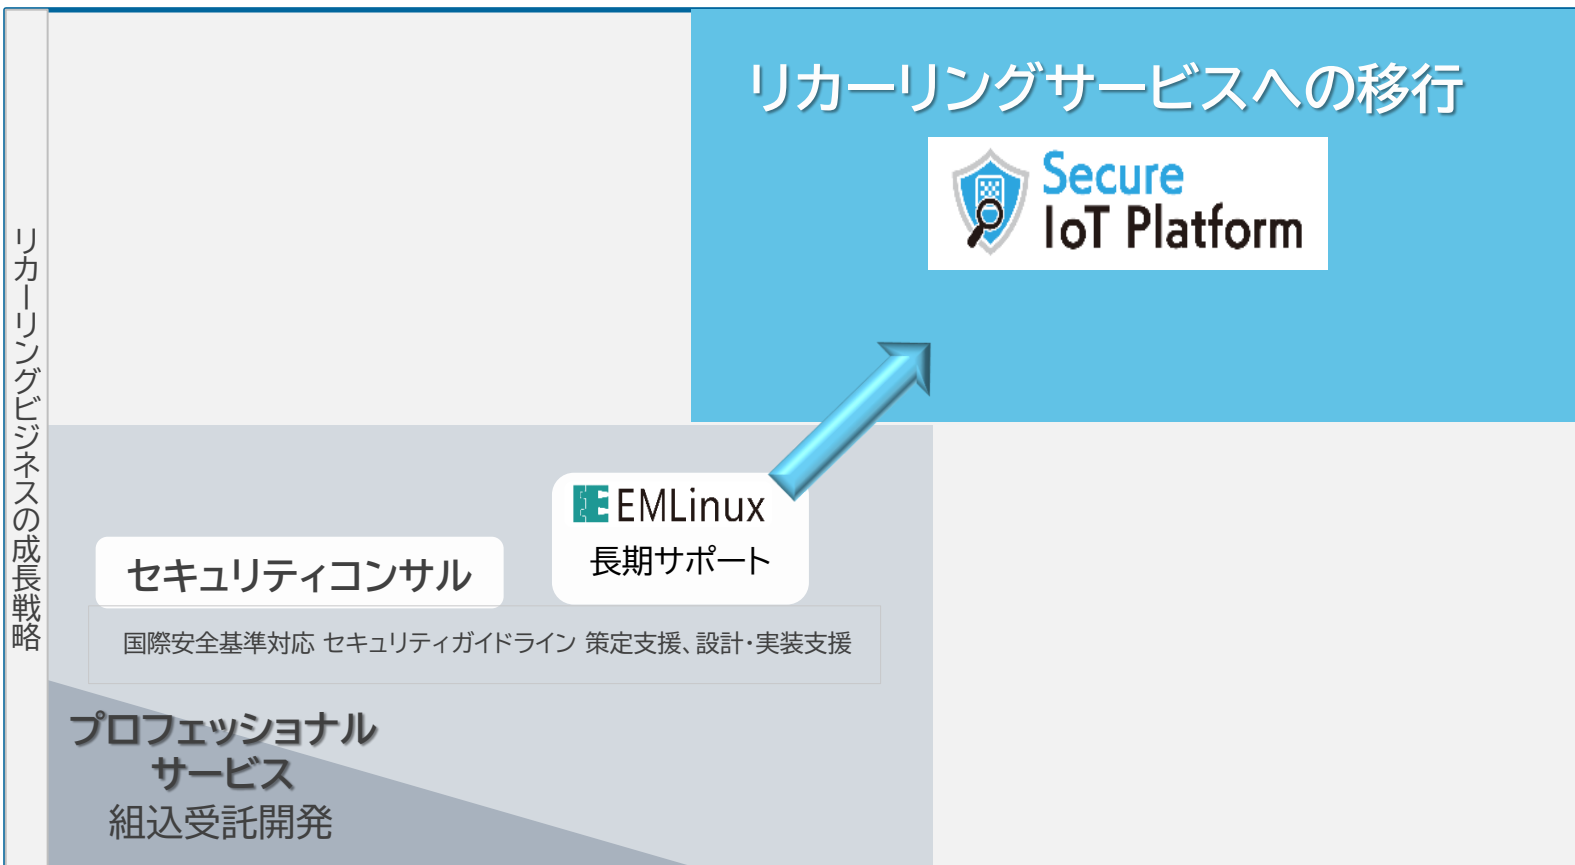 リカーリングビジネスの成長戦略
リカーリングサービスへの移行
Secure
IoT Platform
EMLinux
長期サポート
セキュリティコンサル
国際安全基準対応 セキュリティガイドライン 策定支援、設計・実装支援
プロフェッショナル
サービス
組込受託開発